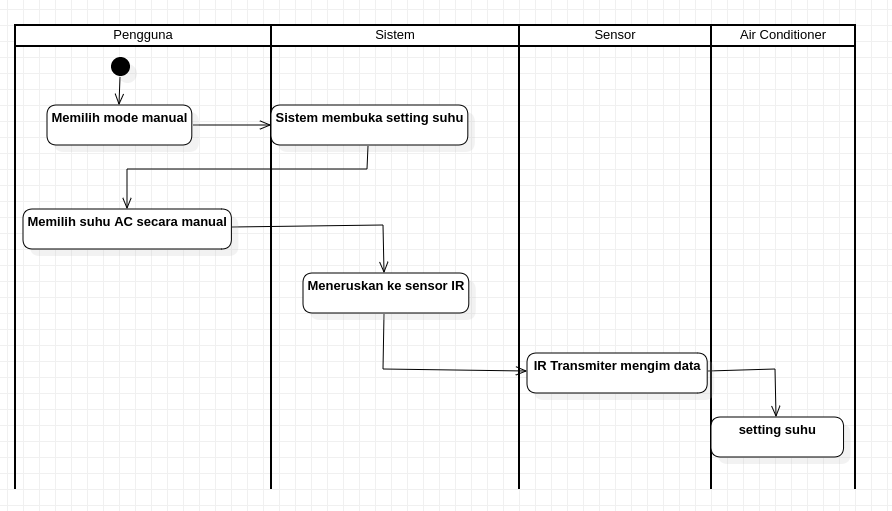 Pengguna
Sistem
Sensor
Air Conditioner
Memilih mode manual
Sistem membuka setting suhu
Memilih suhu AC secara manual
Meneruskan ke sensor IR
IR Transmiter mengim data
setting suhu